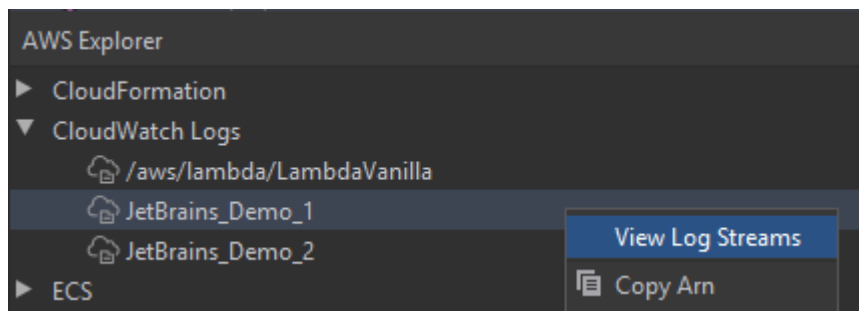 AWS Explorer
CloudFormation
CloudWatch Logs
/aws/lambda/LambdaVanilla
JetBrains_Demo_1
View Log Streams
JetBrains_Demo_2
Copy Arn
ECS